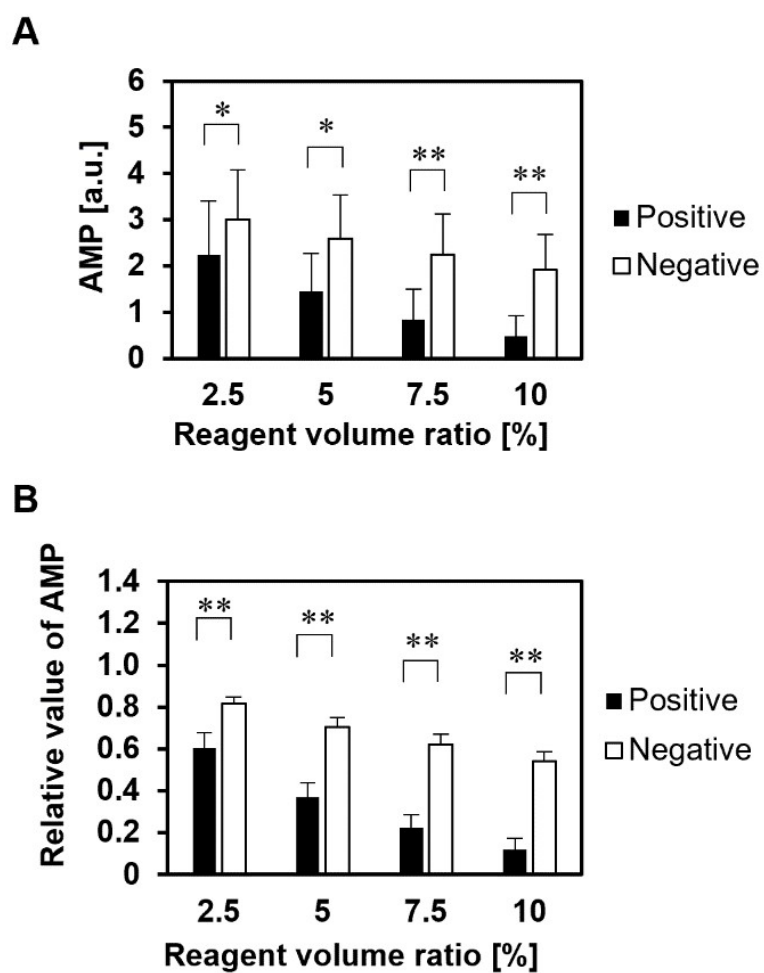 A
AMP [a.u.]
6
5
4
3
2
1
0
*
*
**
**
2.5 5 7.5 10
Reagent volume ratio [%]
Positive
Negative
B
Relative value of AMP
1.4
1.2
1.0
0.8
0.6
0.4
0.2
0
**
**
**
**
2.5 5 7.5 10
Reagent volume ratio [%]
Positive
Negative